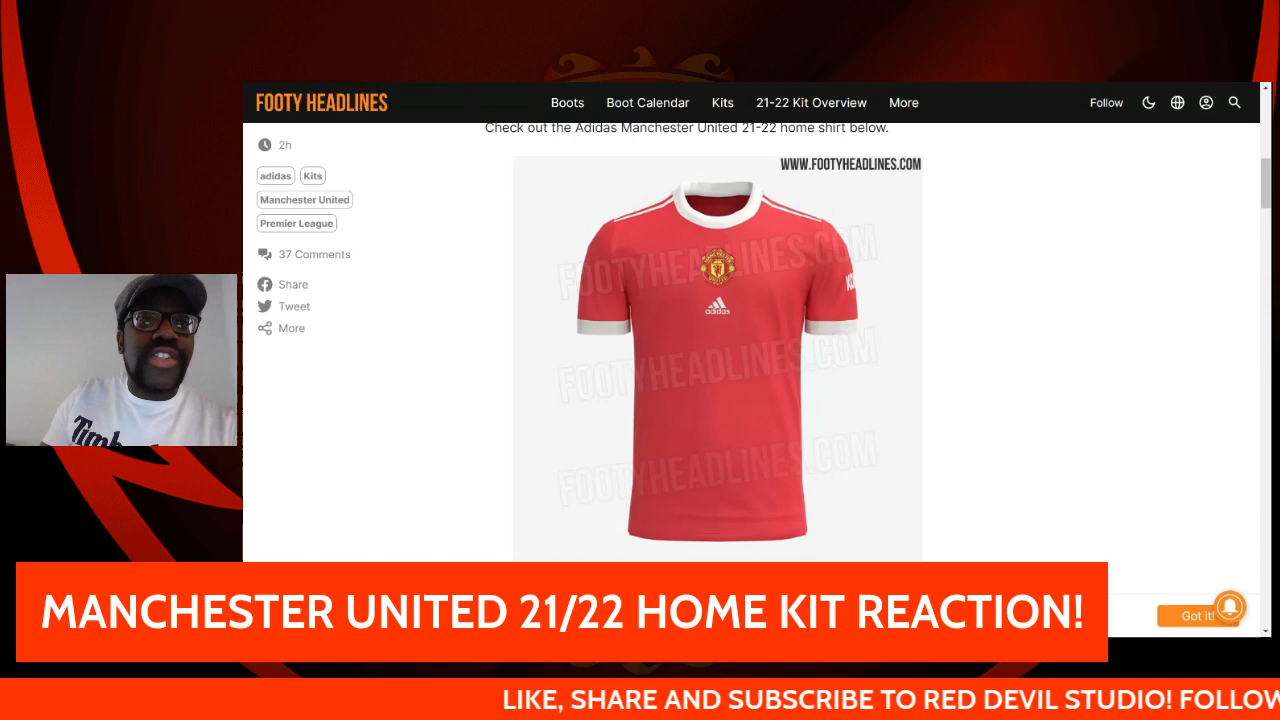 FOOTY HEADLINES
Boots Boot Calendar Kits 21-22 Kit Overview More
Follow
Check out the Adidas Manchester United 21-22 home shirt below.
2h
adidas Kits
Manchester United
Premier League
37 Comments
Share
Tweet
More
WWW.FOOTYHEADLINES.COM
FOOTYHEADLINES.COM
adidas
FOOTYHEADLINES.COM
FOOTYHEADLINES.COM
MANCHESTER UNITED 21/22 HOME KIT REACTION!
Got it!
LIKE, SHARE AND SUBSCRIBE TO RED DEVIL STUDIO! FOLLOW